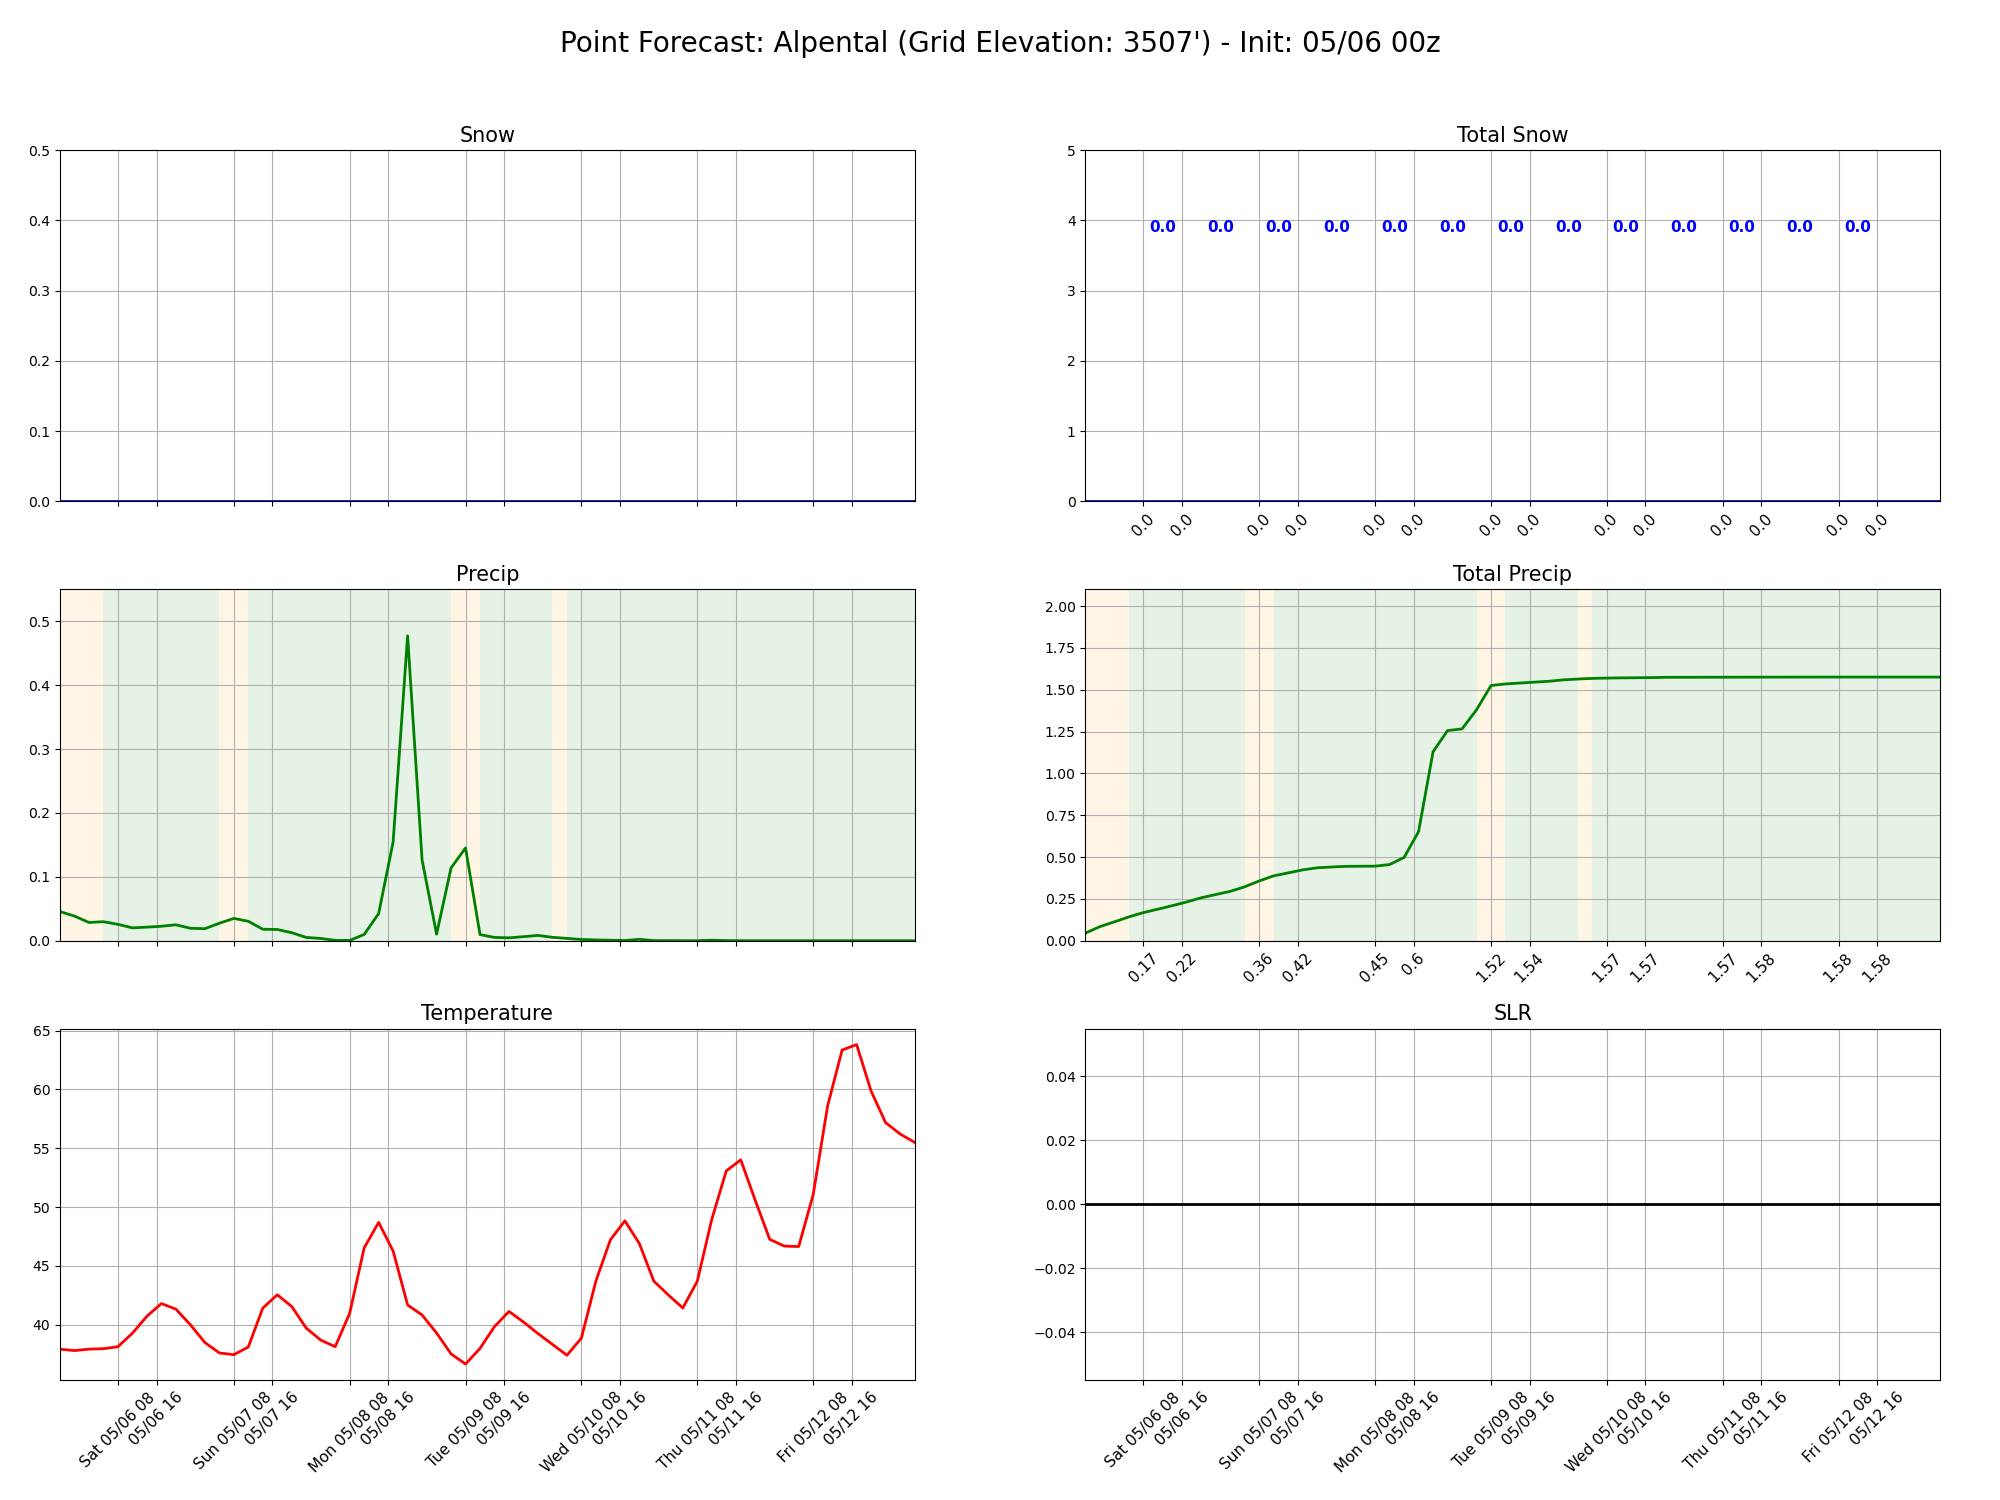 Point Forecast: Alpental (Grid Elevation: 3507') - Init: 05/06 00z
Snow
0.5
0.4
0.3
0.2
0.1
0.0
Total Snow
5
4
3
2
1
0
0.0 0.0 0.0 0.0 0.0 0.0 0.0 0.0 0.0 0.0 0.0 0.0 0.0
0.0 0.0 0.0 0.0 0.0 0.0 0.0 0.0 0.0 0.0 0.0 0.0 0.0 0.0
Precip
0.5
0.4
0.3
0.2
0.1
0.0
Total Precip
2.00
1.75
1.50
1.25
1.00
0.75
0.50
0.25
0.00
0.17 0.22 0.36 0.42 0.45 0.6 1.52 1.54 1.57 1.57 1.57 1.58 1.58 1.58
Temperature
65
60
55
50
45
40
Sat 05/06 08
05/06 16
Sun 05/07 08
05/07 16
Mon 05/08 08
05/08 16
Tue 05/09 08
05/09 16
Wed 05/10 08
05/10 16
Thu 05/11 08
05/11 16
Fri 05/12 08
05/12 16
SLR
0.04
0.02
0.00
−0.02
−0.04
Sat 05/06 08
05/06 16
Sun 05/07 08
05/07 16
Mon 05/08 08
05/08 16
Tue 05/09 08
05/09 16
Wed 05/10 08
05/10 16
Thu 05/11 08
05/11 16
Fri 05/12 08
05/12 16